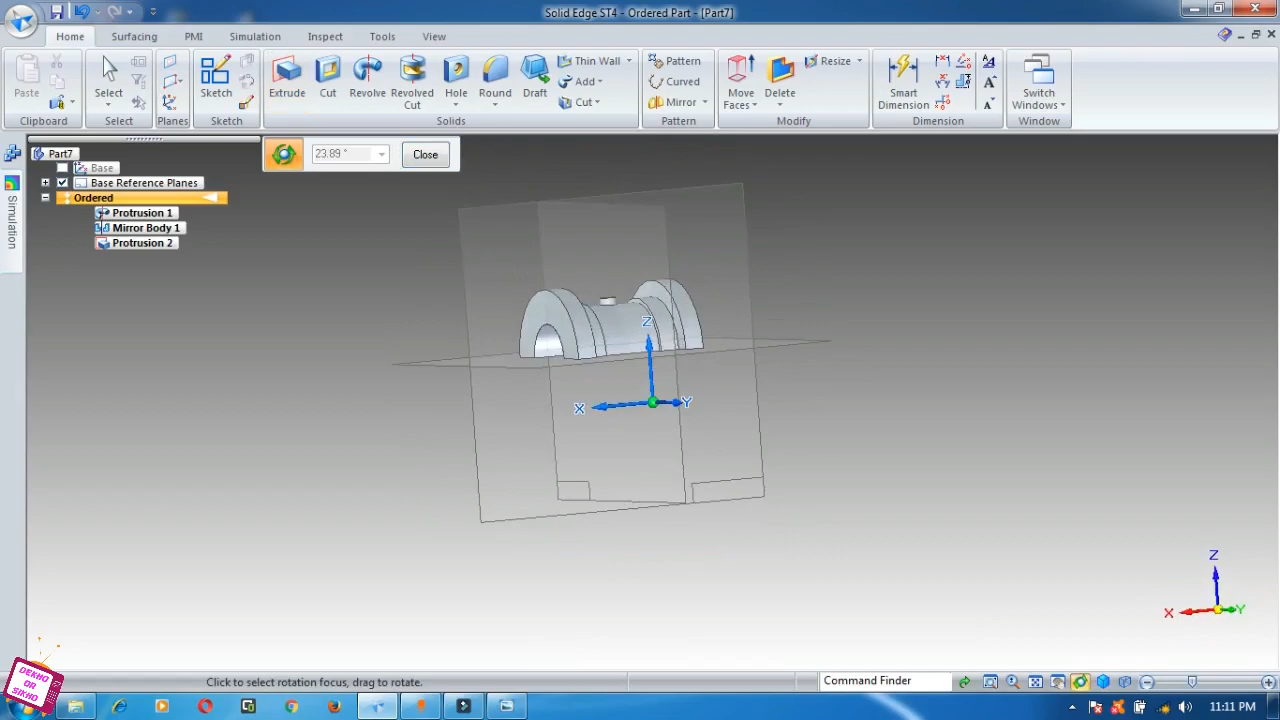 Solid Edge ST4 - Ordered Part - [Part7]
Home Surfacing PMI Simulation Inspect Tools View
Paste
Clipboard
Select
Select
Planes
Sketch
Sketch
Extrude Cut Revolve Revolved Cut Hole Round Draft
Thin Wall
Add
Cut
Solids
Pattern
Curved
Mirror
Pattern
Move Faces Delete
Resize
Modify
Smart Dimension
Dimension
Switch Windows
Window
Part7
Base
Base Reference Planes
Ordered
Protrusion 1
Mirror Body 1
Protrusion 2
Simulation
23.89 °
Close
Z
X
Y
Z
X
Y
Click to select rotation focus, drag to rotate.
Command Finder
DEKHO
OR
SIKHO
11:11 PM